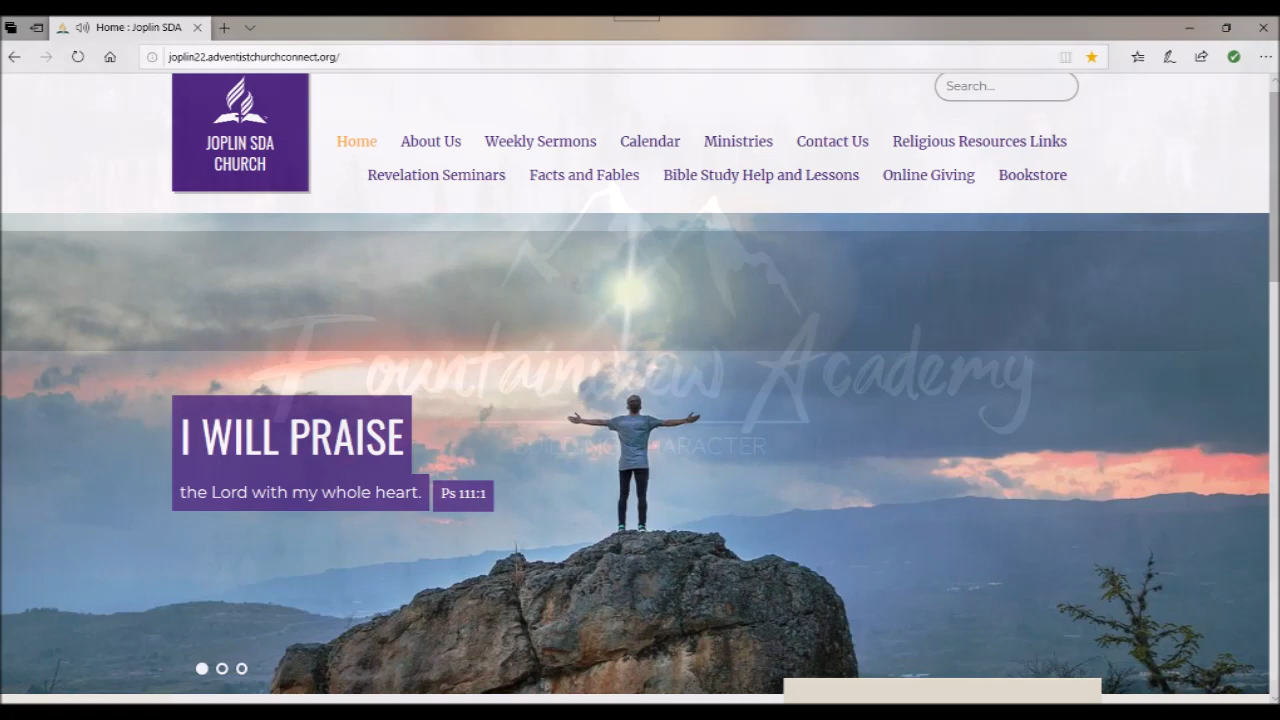 Home : Joplin SDA
joplin22.adventistchurchconnect.org/
Search...
JOPLIN SDA
CHURCH
Home About Us Weekly Sermons Calendar Ministries Contact Us Religious Resources Links
Revelation Seminars Facts and Fables Bible Study Help and Lessons Online Giving Bookstore
Fountainview Academy
BUILDING CHARACTER
I WILL PRAISE
the Lord with my whole heart. Ps 111:1